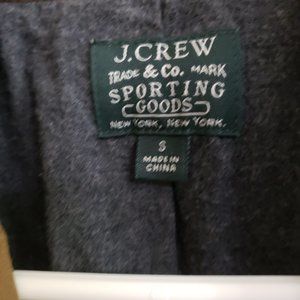 J.CREW
TRADE & Co. MARK
SPORTING
GOODS
NEW YORK, NEW YORK.
S
MADE IN
CHINA